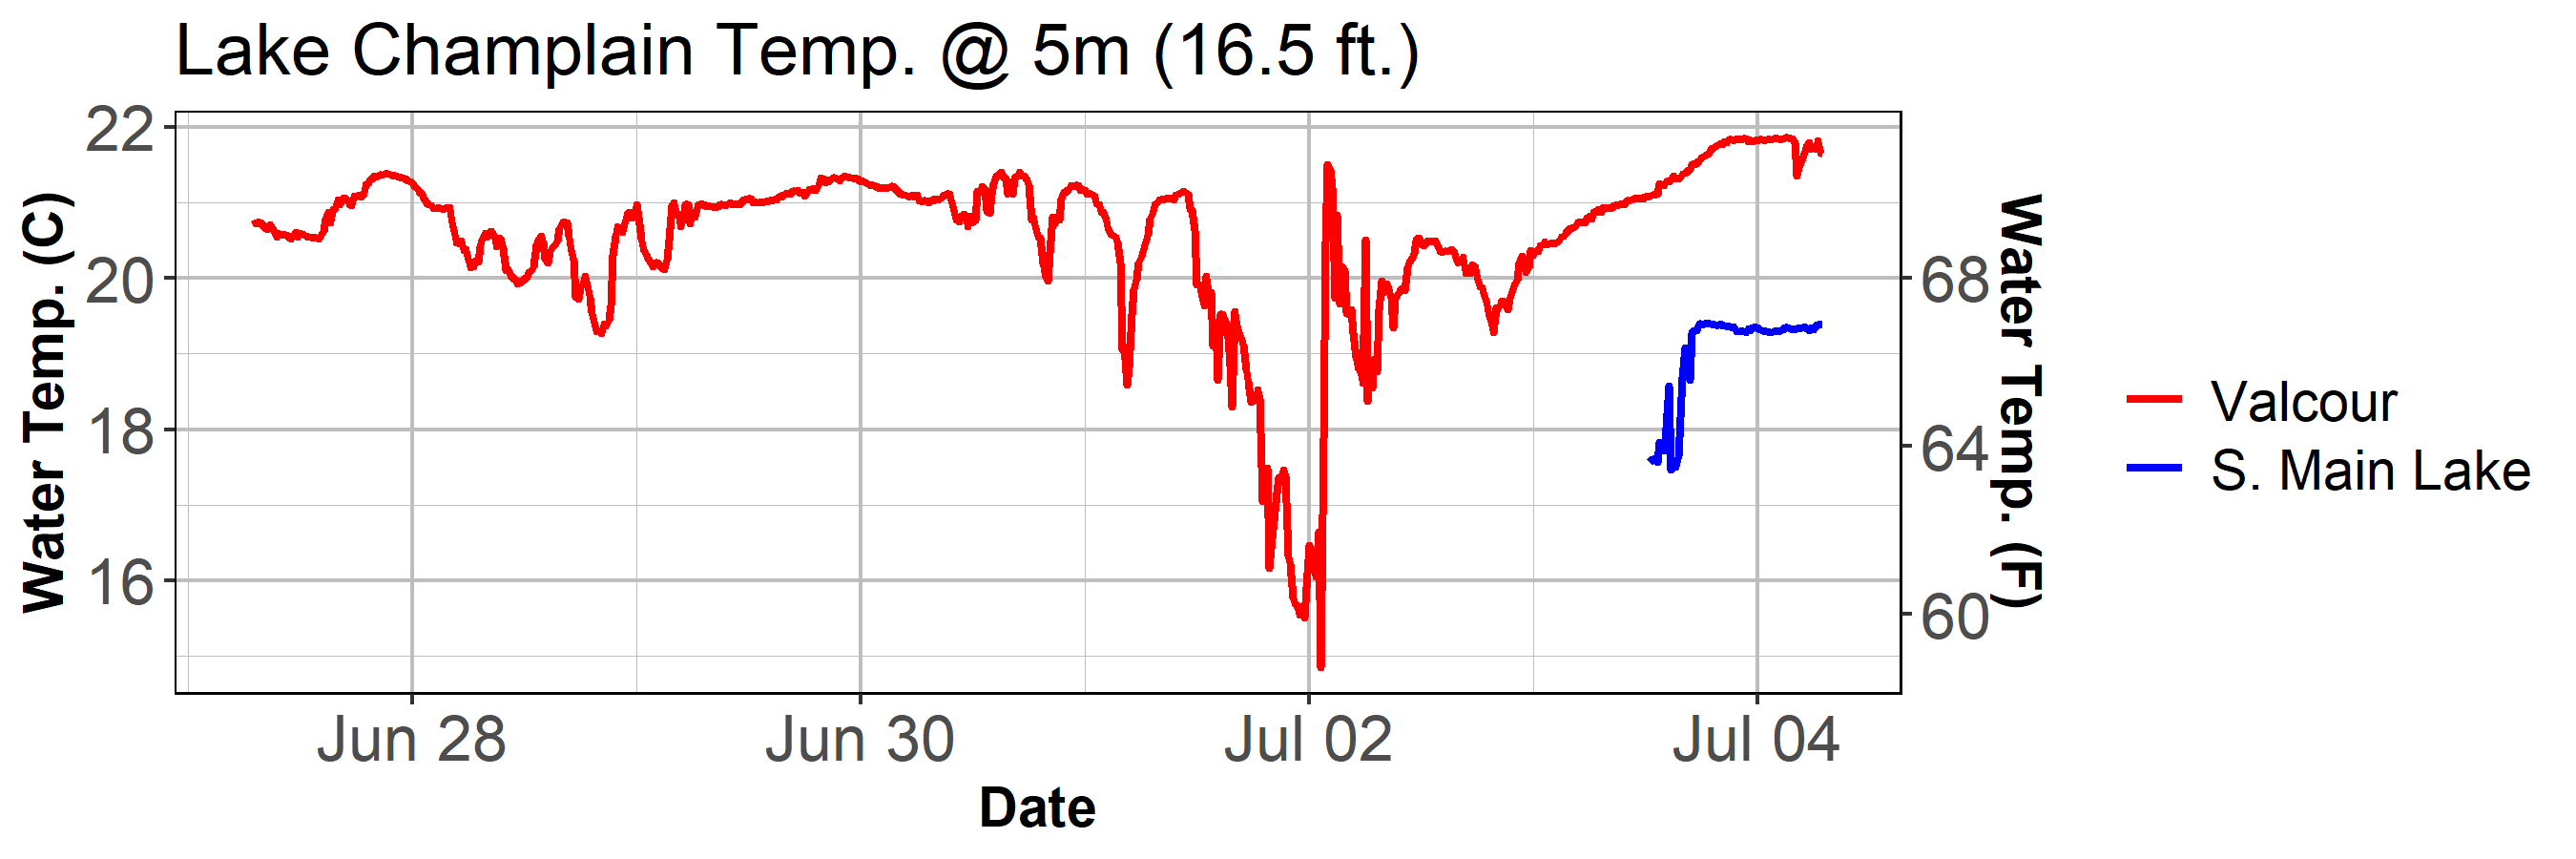 Lake Champlain Temp. @ 5m (16.5 ft.)
Water Temp. (C)
22
20
18
16
68
64
60
Water Temp. (F)
Jun 28
Jun 30
Jul 02
Jul 04
Date
Valcour
S. Main Lake